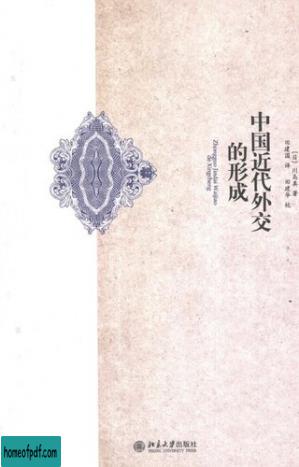 中国近代外交
的形成
Zhongguo Jindai Waijiao
de Xingcheng
[日] 川岛真 著
田建国 译 田建华 校
北京大学出版社
PEKING UNIVERSITY PRESS
homeofpdf.com